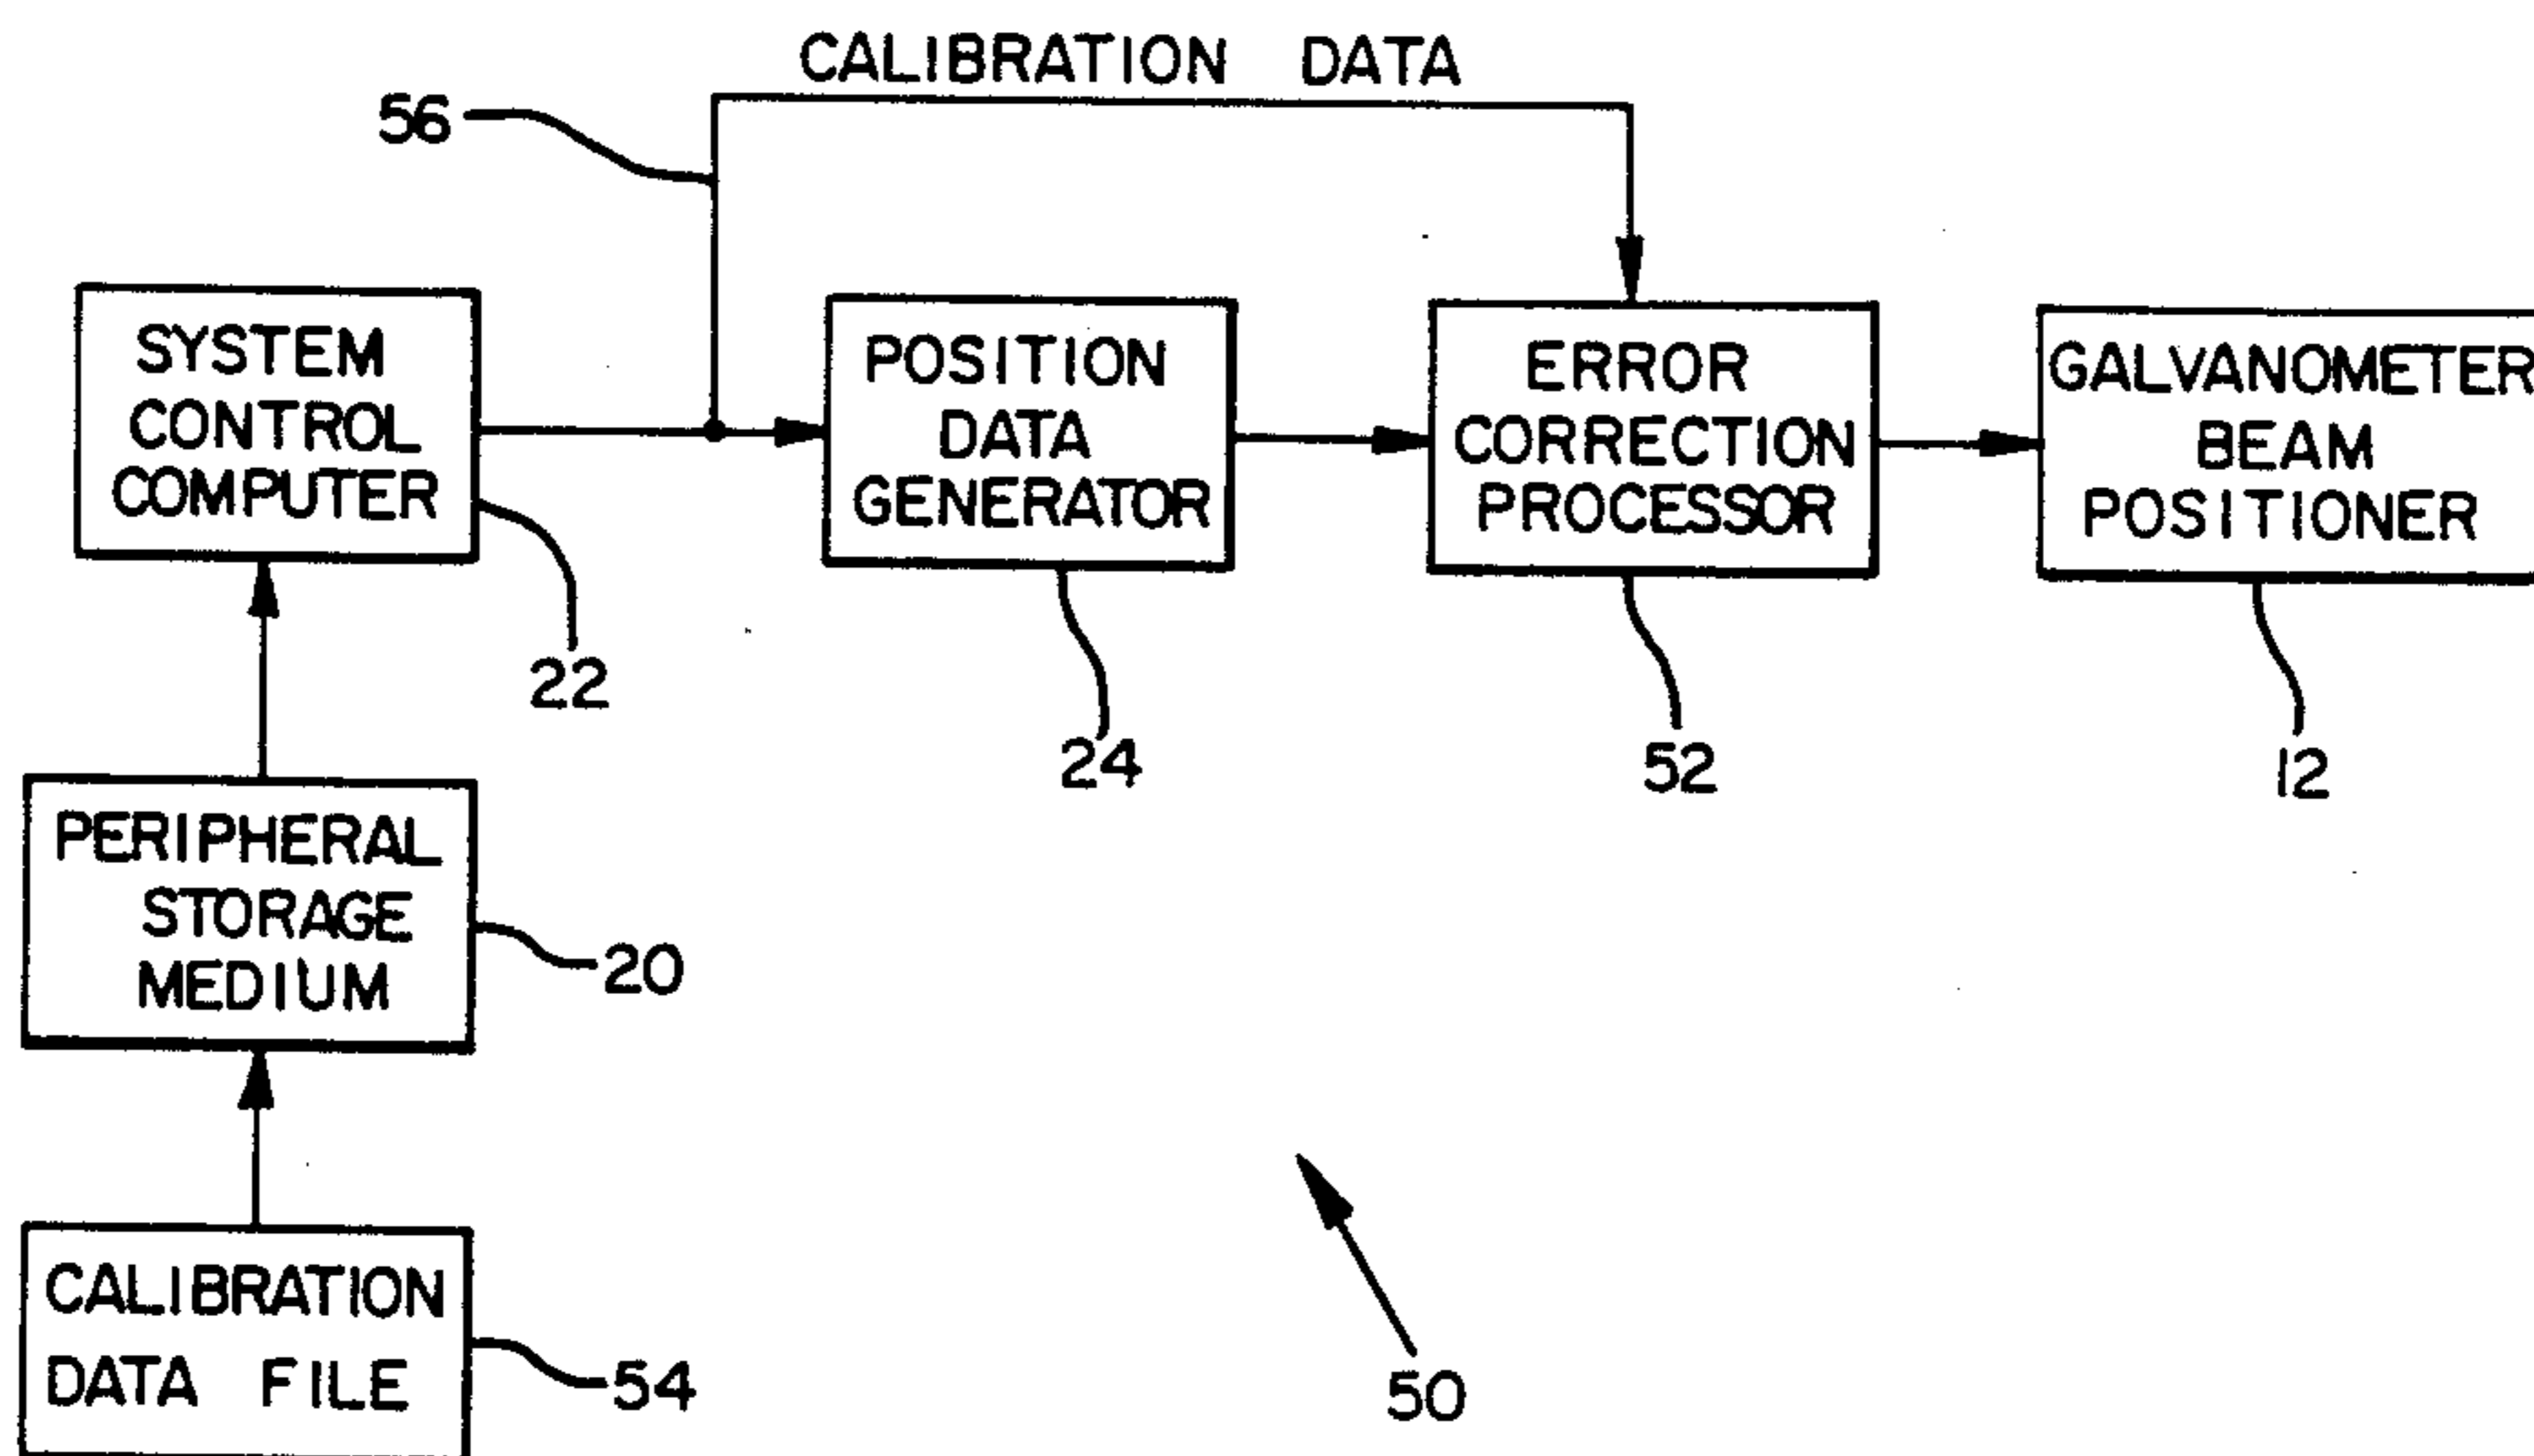 CALIBRATION DATA
56
SYSTEM
CONTROL
COMPUTER
22
POSITION
DATA
GENERATOR
24
ERROR
CORRECTION
PROCESSOR
52
GALVANOMETER
BEAM
POSITIONER
12
PERIPHERAL
STORAGE
MEDIUM
20
CALIBRATION
DATA FILE
54
50